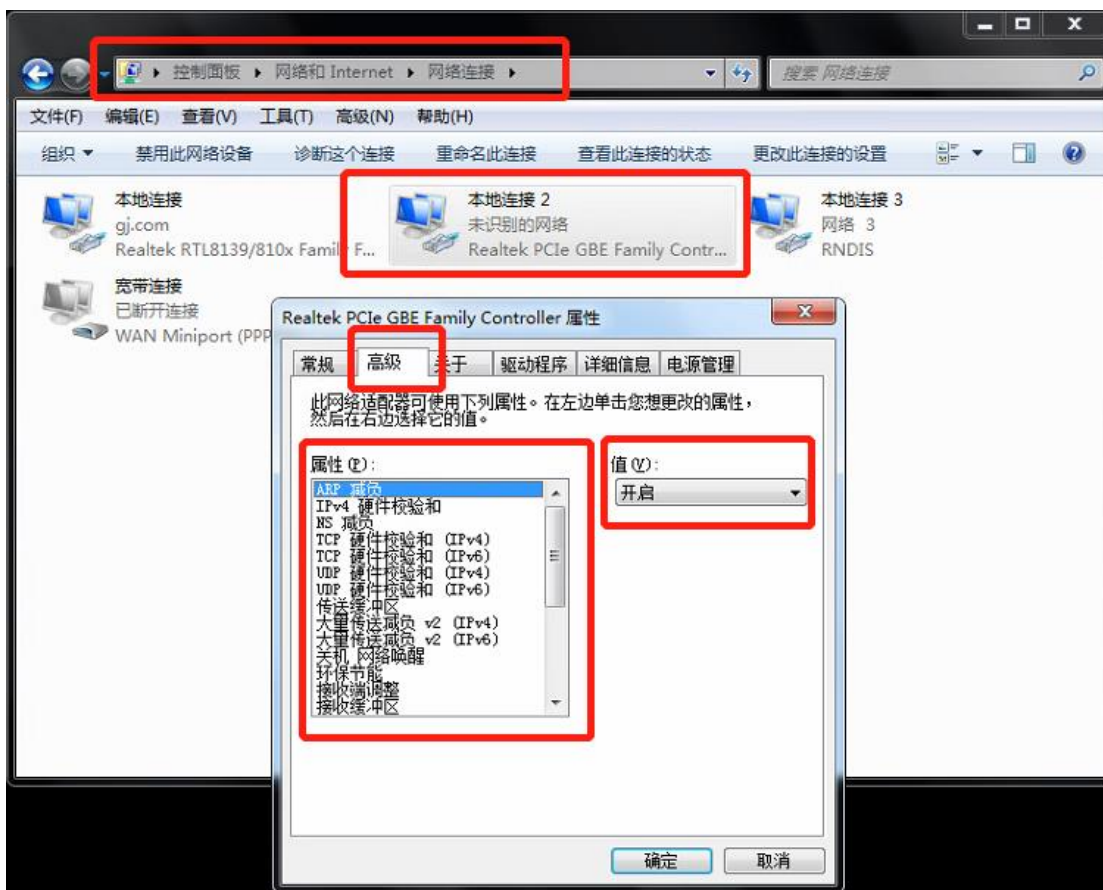 控制面板 ▸ 网络和 Internet ▸ 网络连接 ▸
搜索 网络连接
文件(F) 编辑(E) 查看(V) 工具(T) 高级(N) 帮助(H)
组织 禁用此网络设备 诊断这个连接 重命名此连接 查看此连接的状态 更改此连接的设置
本地连接
gj.com
Realtek RTL8139/810x Family F...
本地连接 2
未识别的网络
Realtek PCIe GBE Family Contr...
本地连接 3
网络 3
RNDIS
宽带连接
已断开连接
WAN Miniport (PPP
Realtek PCIe GBE Family Controller 属性
常规 高级 关于 驱动程序 详细信息 电源管理
此网络适配器可使用下列属性。在左边单击您想更改的属性，
然后在右边选择它的值。
属性(P):
ARP 减负
IPv4 硬件校验和
NS 减负
TCP 硬件校验和 (IPv4)
TCP 硬件校验和 (IPv6)
UDP 硬件校验和 (IPv4)
UDP 硬件校验和 (IPv6)
传送缓冲区
大量传送减负 v2 (IPv4)
大量传送减负 v2 (IPv6)
关机 网络唤醒
环保节能
接收端调整
接收缓冲区
值(V):
开启
确定 取消